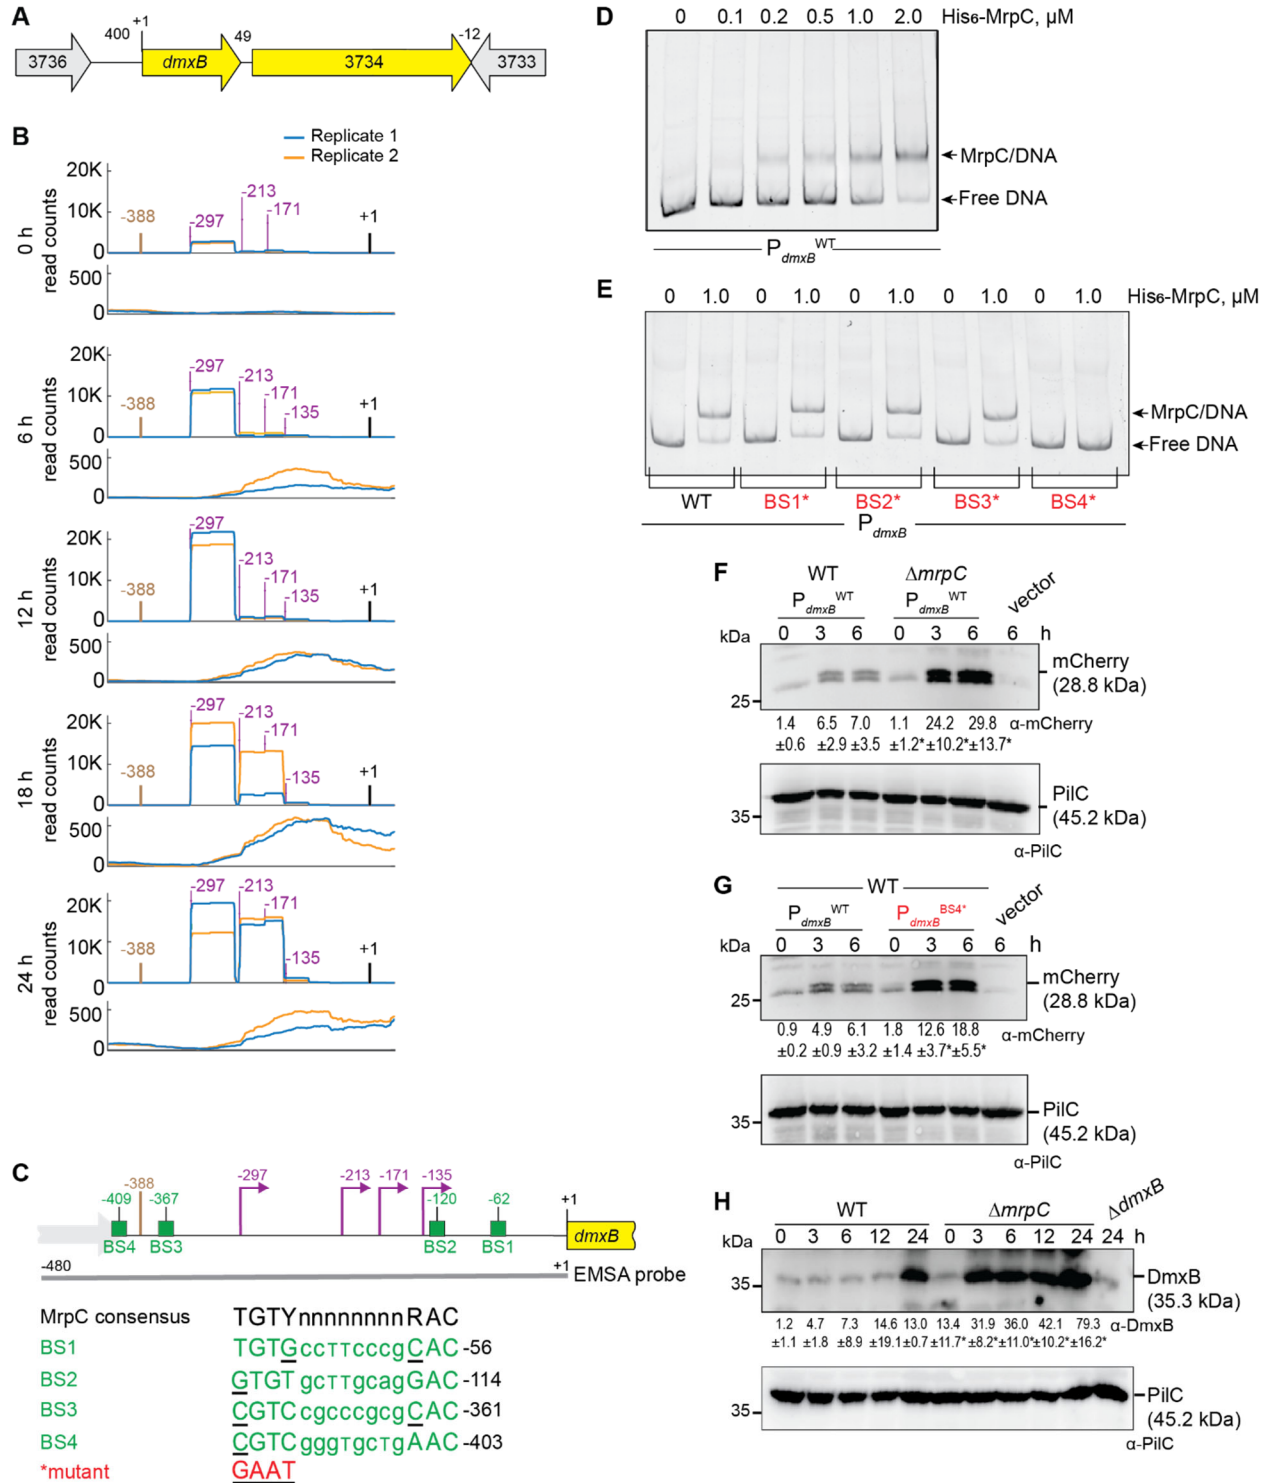 A
400
+1
49
-12
3736
dmxB
3734
3733
B
Replicate 1
Replicate 2
0 h
read counts
20K
10K
0
-388
-297
-213
-171
+1
500
0
6 h
read counts
20K
10K
0
-388
-297
-213
-171
-135
+1
500
0
12 h
read counts
20K
10K
0
-388
-297
-213
-171
-135
+1
500
0
18 h
read counts
20K
10K
0
-388
-297
-213
-171
-135
+1
500
0
24 h
read counts
20K
10K
0
-388
-297
-213
-171
-135
+1
500
0
C
-409
-388
-367
-297
-213
-171
-135
-120
-62
+1
BS4
BS3
BS2
BS1
dmxB
-480
+1
EMSA probe
MrpC consensus TGTYnnnnnnnnRAC
BS1 TGTGccTTcccgCAC -56
BS2 GTGTgcTTgcagGAC -114
BS3 CGTCcgcccgcgCAC -361
BS4 CGTCgggTgcTgAAC -403
*mutant GAAT
D
0 0.1 0.2 0.5 1.0 2.0 His₆-MrpC, µM
MrpC/DNA
Free DNA
PdmxBWT
E
0 1.0 0 1.0 0 1.0 0 1.0 0 1.0 His₆-MrpC, µM
MrpC/DNA
Free DNA
WT BS1* BS2* BS3* BS4*
PdmxB
F
WT ΔmrpC
PdmxBWT PdmxBWT vector
kDa 0 3 6 0 3 6 6 h
mCherry
(28.8 kDa)
25
1.4 6.5 7.0 1.1 24.2 29.8 α-mCherry
±0.6 ±2.9 ±3.5 ±1.2* ±10.2* ±13.7*
PilC
(45.2 kDa)
35
α-PilC
G
WT
PdmxBWT PdmxBBS4* vector
kDa 0 3 6 0 3 6 6 h
mCherry
(28.8 kDa)
25
0.9 4.9 6.1 1.8 12.6 18.8 α-mCherry
±0.2 ±0.9 ±3.2 ±1.4 ±3.7* ±5.5*
PilC
(45.2 kDa)
35
α-PilC
H
WT ΔmrpC ΔdmxB
kDa 0 3 6 12 24 0 3 6 12 24 24 h
DmxB
(35.3 kDa)
35
1.2 4.7 7.3 14.6 13.0 13.4 31.9 36.0 42.1 79.3 α-DmxB
±1.1 ±1.8 ±8.9 ±19.1 ±0.7 ±11.7* ±8.2* ±11.0* ±10.2* ±16.2*
PilC
(45.2 kDa)
35
α-PilC